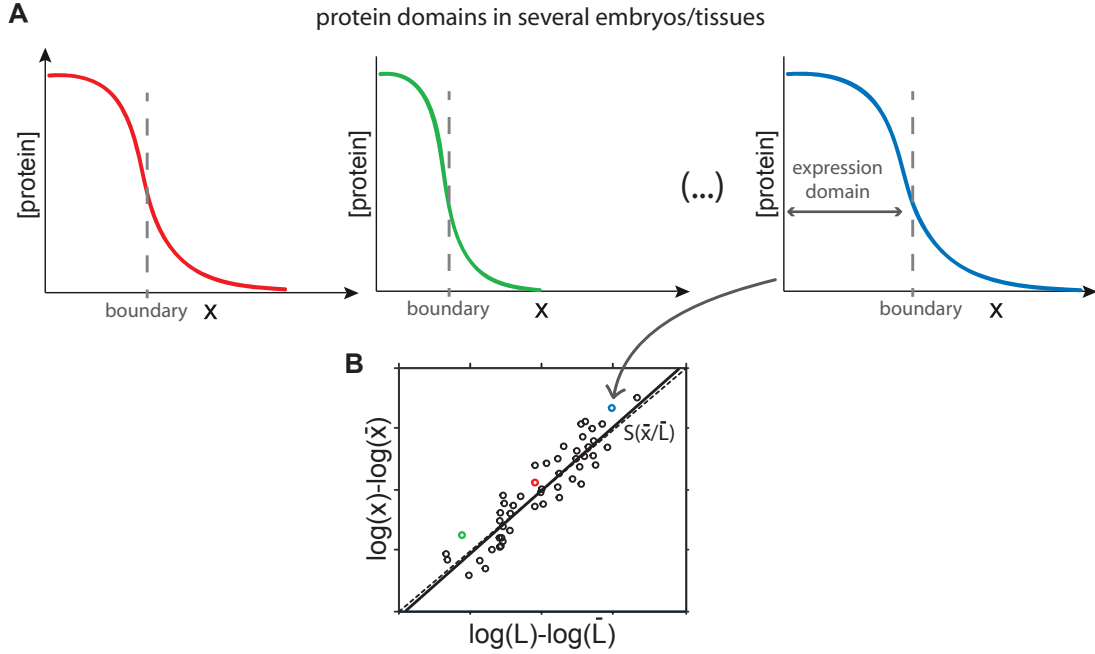 A
protein domains in several embryos/tissues
[protein]
boundary
x
[protein]
boundary
x
(...)
[protein]
expression
domain
boundary
x
B
log(x)-log(x̄)
S(x̄/L̄)
log(L)-log(L̄)